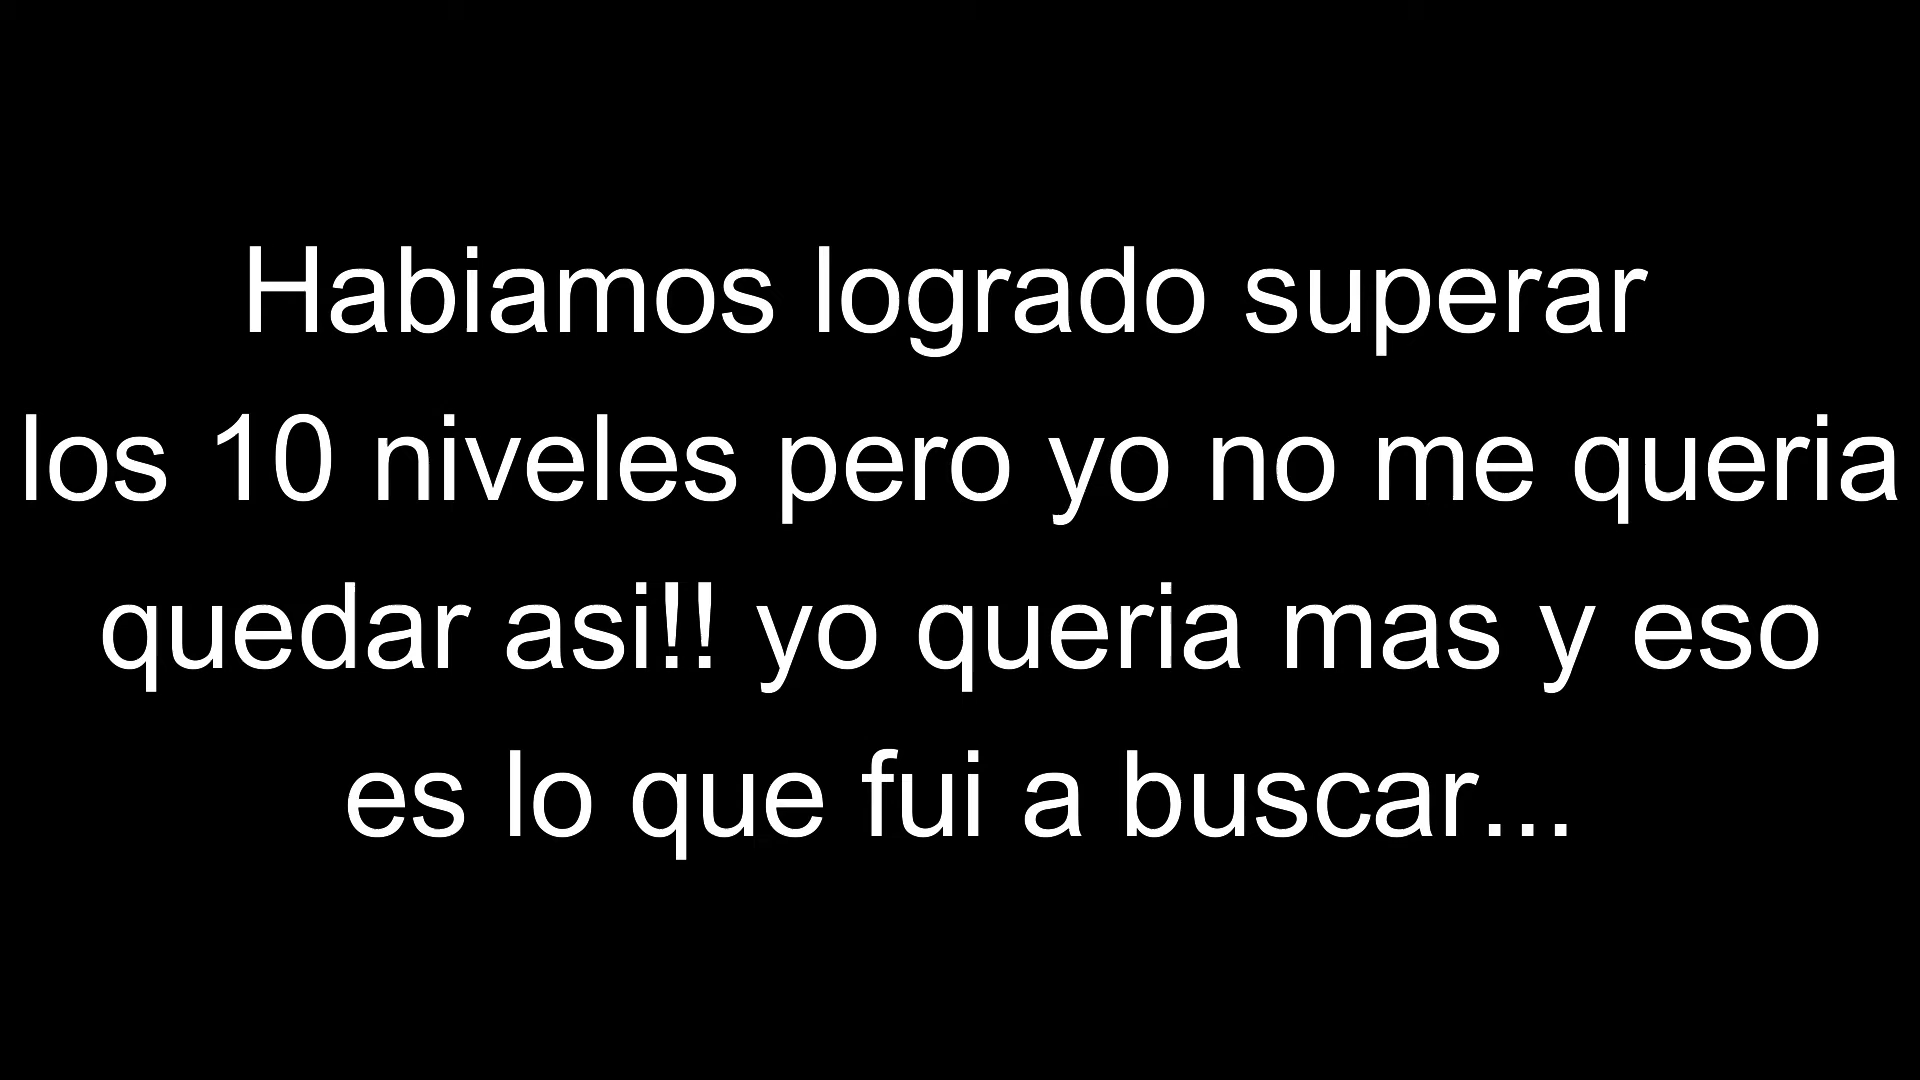 Habiamos logrado superar
los 10 niveles pero yo no me queria
quedar asi!! yo queria mas y eso
es lo que fui a buscar...